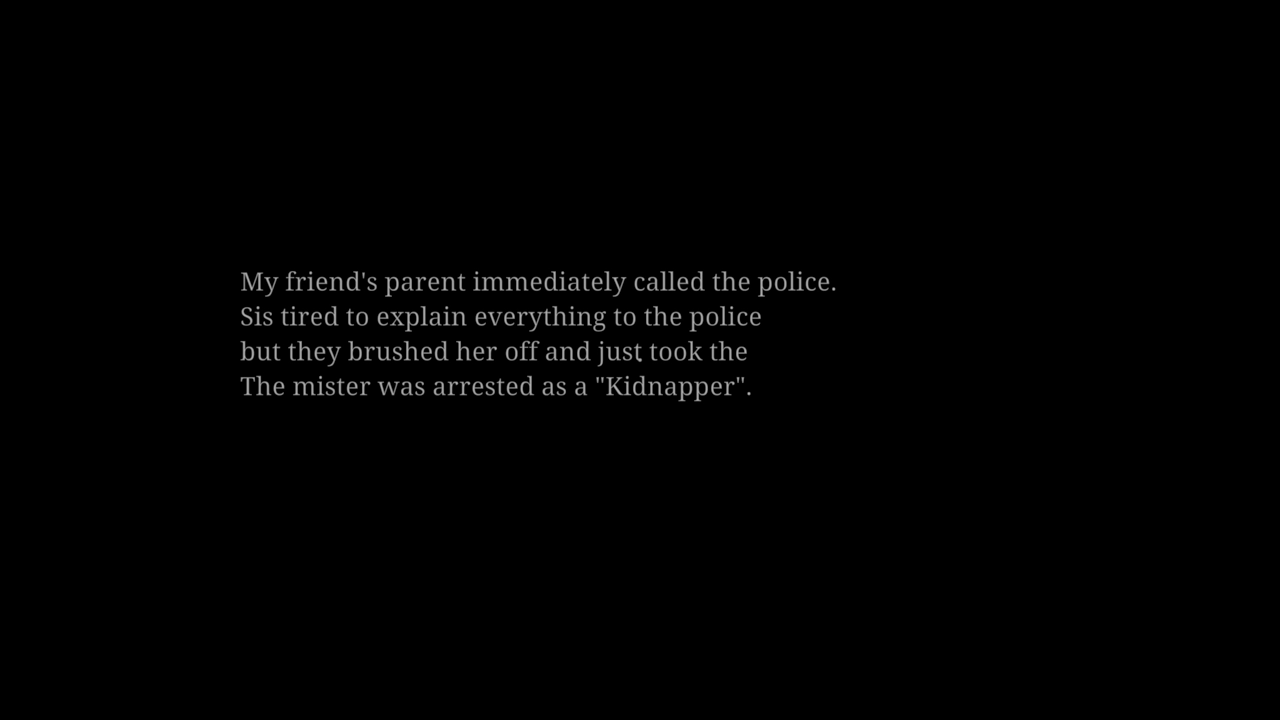 My friend's parent immediately called the police.
Sis tired to explain everything to the police
but they brushed her off and just took the
The mister was arrested as a "Kidnapper".